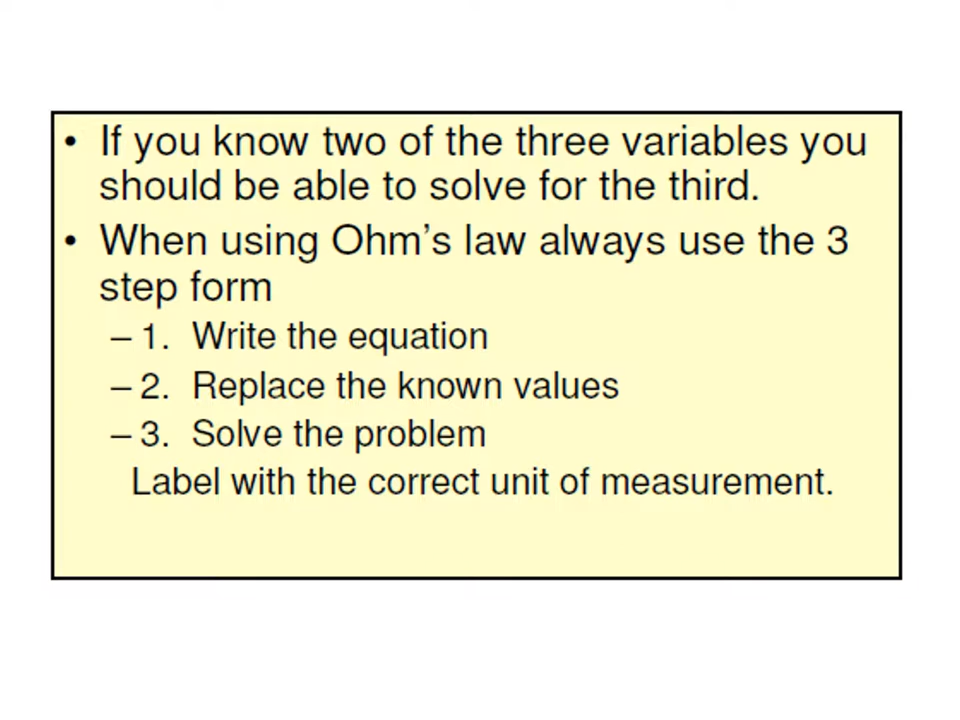 • If you know two of the three variables you
should be able to solve for the third.
• When using Ohm’s law always use the 3
step form
– 1. Write the equation
– 2. Replace the known values
– 3. Solve the problem
Label with the correct unit of measurement.